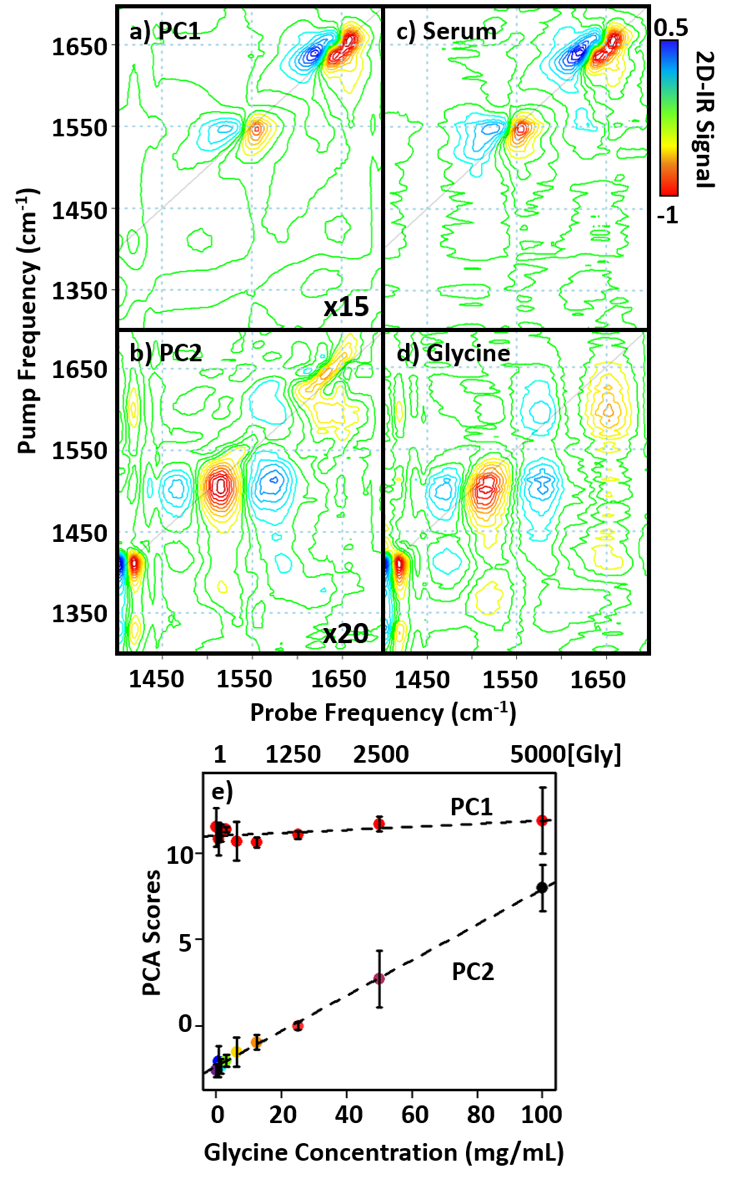 a) PC1
c) Serum
0.5
1650
1550
1450
1350
x15
2D-IR Signal
-1
Pump Frequency (cm-1)
b) PC2
d) Glycine
1650
1550
1450
1350
x20
1450 1550 1650 1450 1550 1650
Probe Frequency (cm-1)
1 1250 2500 5000[Gly]
e)
PC1
10
5
0
PCA Scores
PC2
0 20 40 60 80 100
Glycine Concentration (mg/mL)